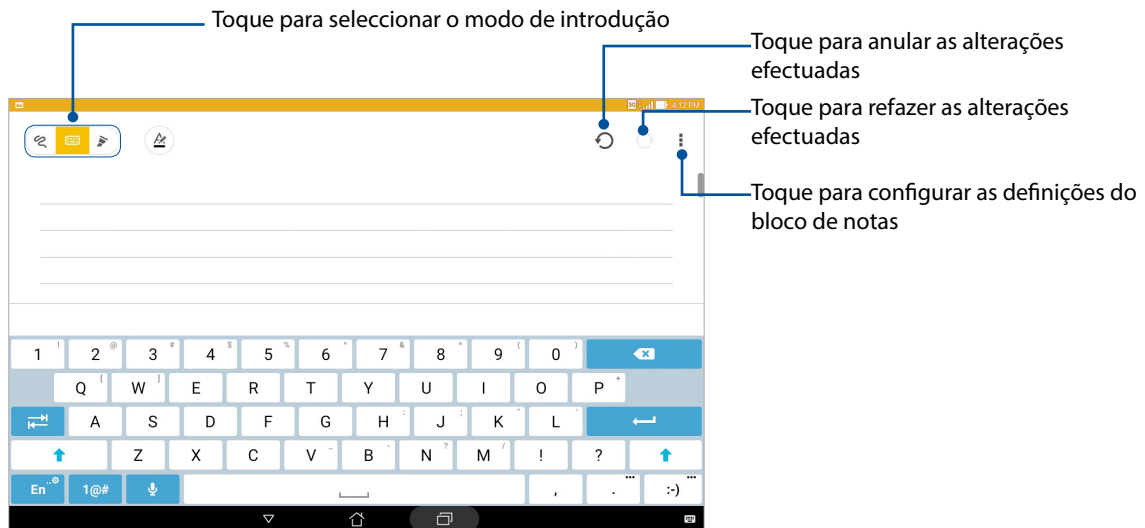 Toque para seleccionar o modo de introdução
Toque para anular as alterações
efectuadas
Toque para refazer as alterações
efectuadas
Toque para configurar as definições do
bloco de notas
3G 4:12 PM
1 ! 2 @ 3 # 4 $ 5 % 6 7 & 8 * 9 ( 0 )
Q [ W ] E R T Y U I O P +
A S D F G H : J ; K " L '
Z X C V - B - N ? M / ! ?
En 1@# , . ... :-) ...